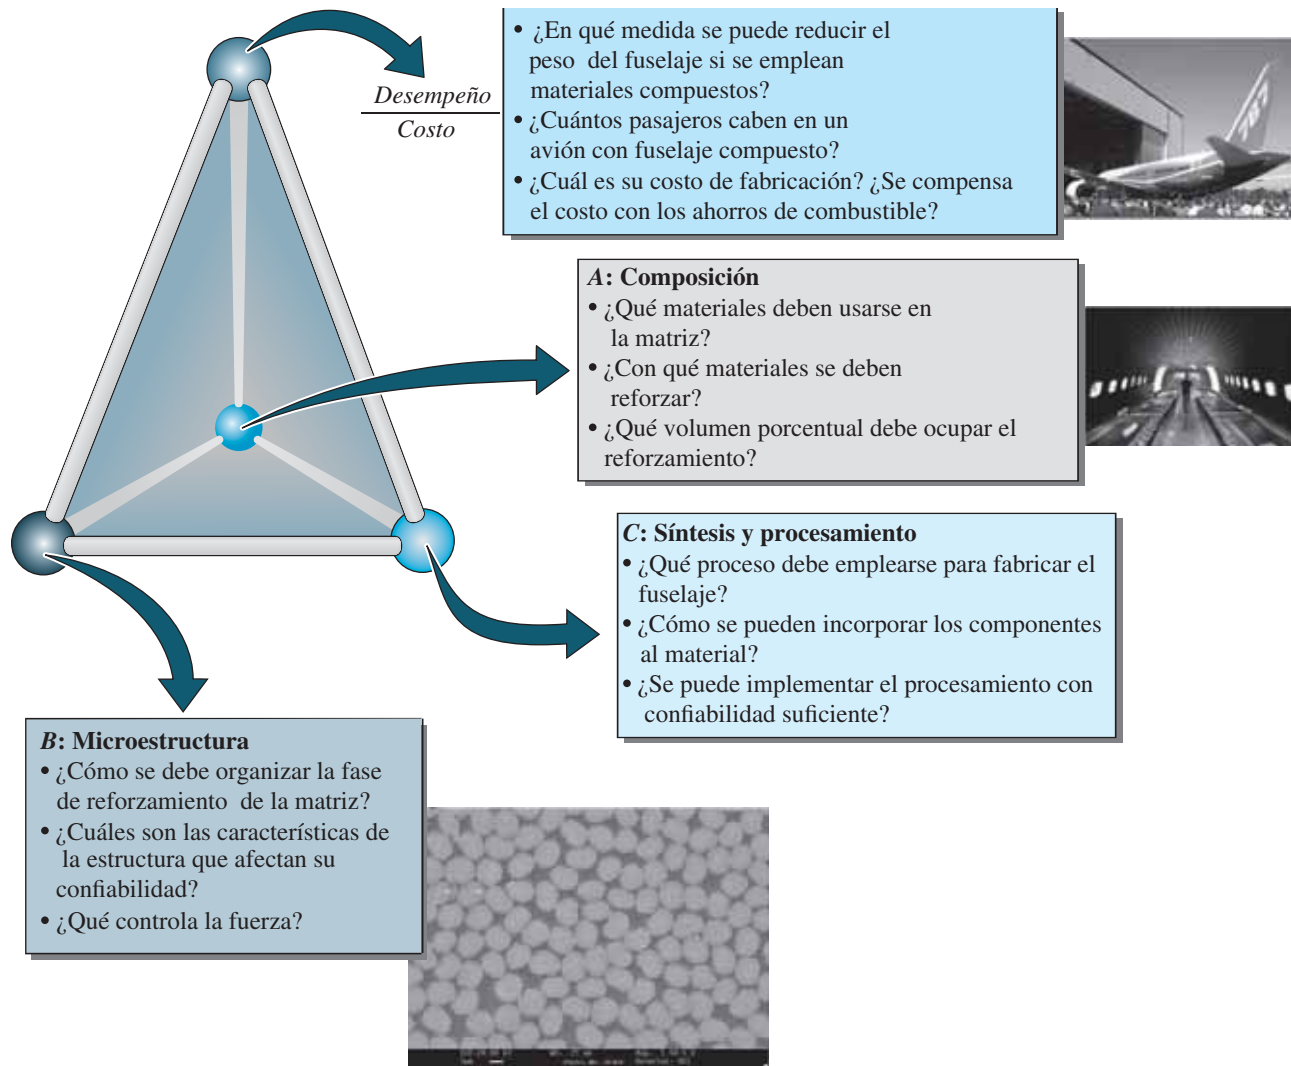 • ¿En qué medida se puede reducir el
peso del fuselaje si se emplean
materiales compuestos?
• ¿Cuántos pasajeros caben en un
avión con fuselaje compuesto?
• ¿Cuál es su costo de fabricación? ¿Se compensa
el costo con los ahorros de combustible?
Desempeño
Costo
787
A: Composición
• ¿Qué materiales deben usarse en
la matriz?
• ¿Con qué materiales se deben
reforzar?
• ¿Qué volumen porcentual debe ocupar el
reforzamiento?
C: Síntesis y procesamiento
• ¿Qué proceso debe emplearse para fabricar el
fuselaje?
• ¿Cómo se pueden incorporar los componentes
al material?
• ¿Se puede implementar el procesamiento con
confiabilidad suficiente?
B: Microestructura
• ¿Cómo se debe organizar la fase
de reforzamiento de la matriz?
• ¿Cuáles son las características de
la estructura que afectan su
confiabilidad?
• ¿Qué controla la fuerza?